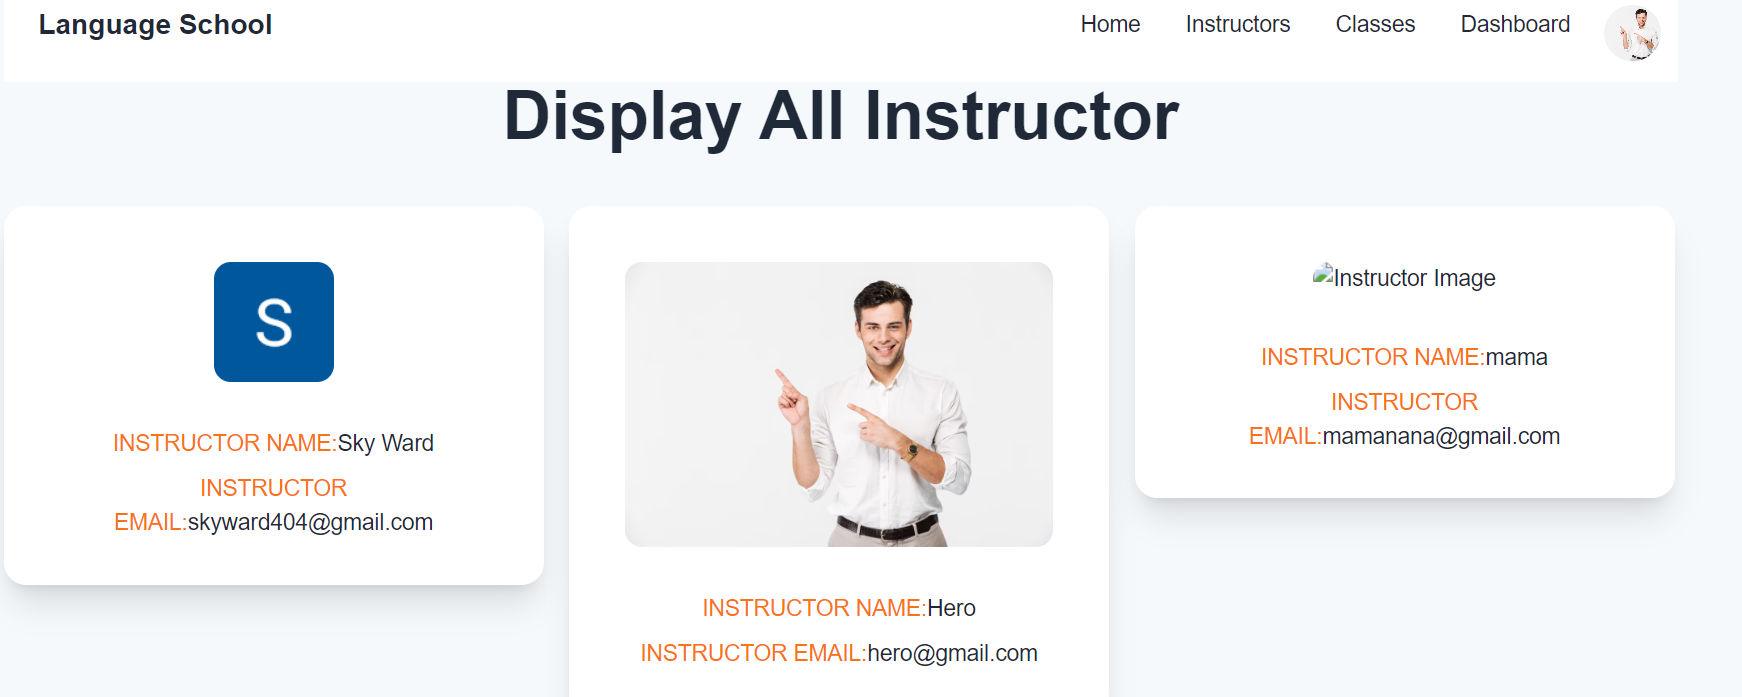 Language School
Home Instructors Classes Dashboard
Display All Instructor
S
INSTRUCTOR NAME:Sky Ward
INSTRUCTOR
EMAIL:skyward404@gmail.com
INSTRUCTOR NAME:Hero
INSTRUCTOR EMAIL:hero@gmail.com
Instructor Image
INSTRUCTOR NAME:mama
INSTRUCTOR
EMAIL:mamanana@gmail.com